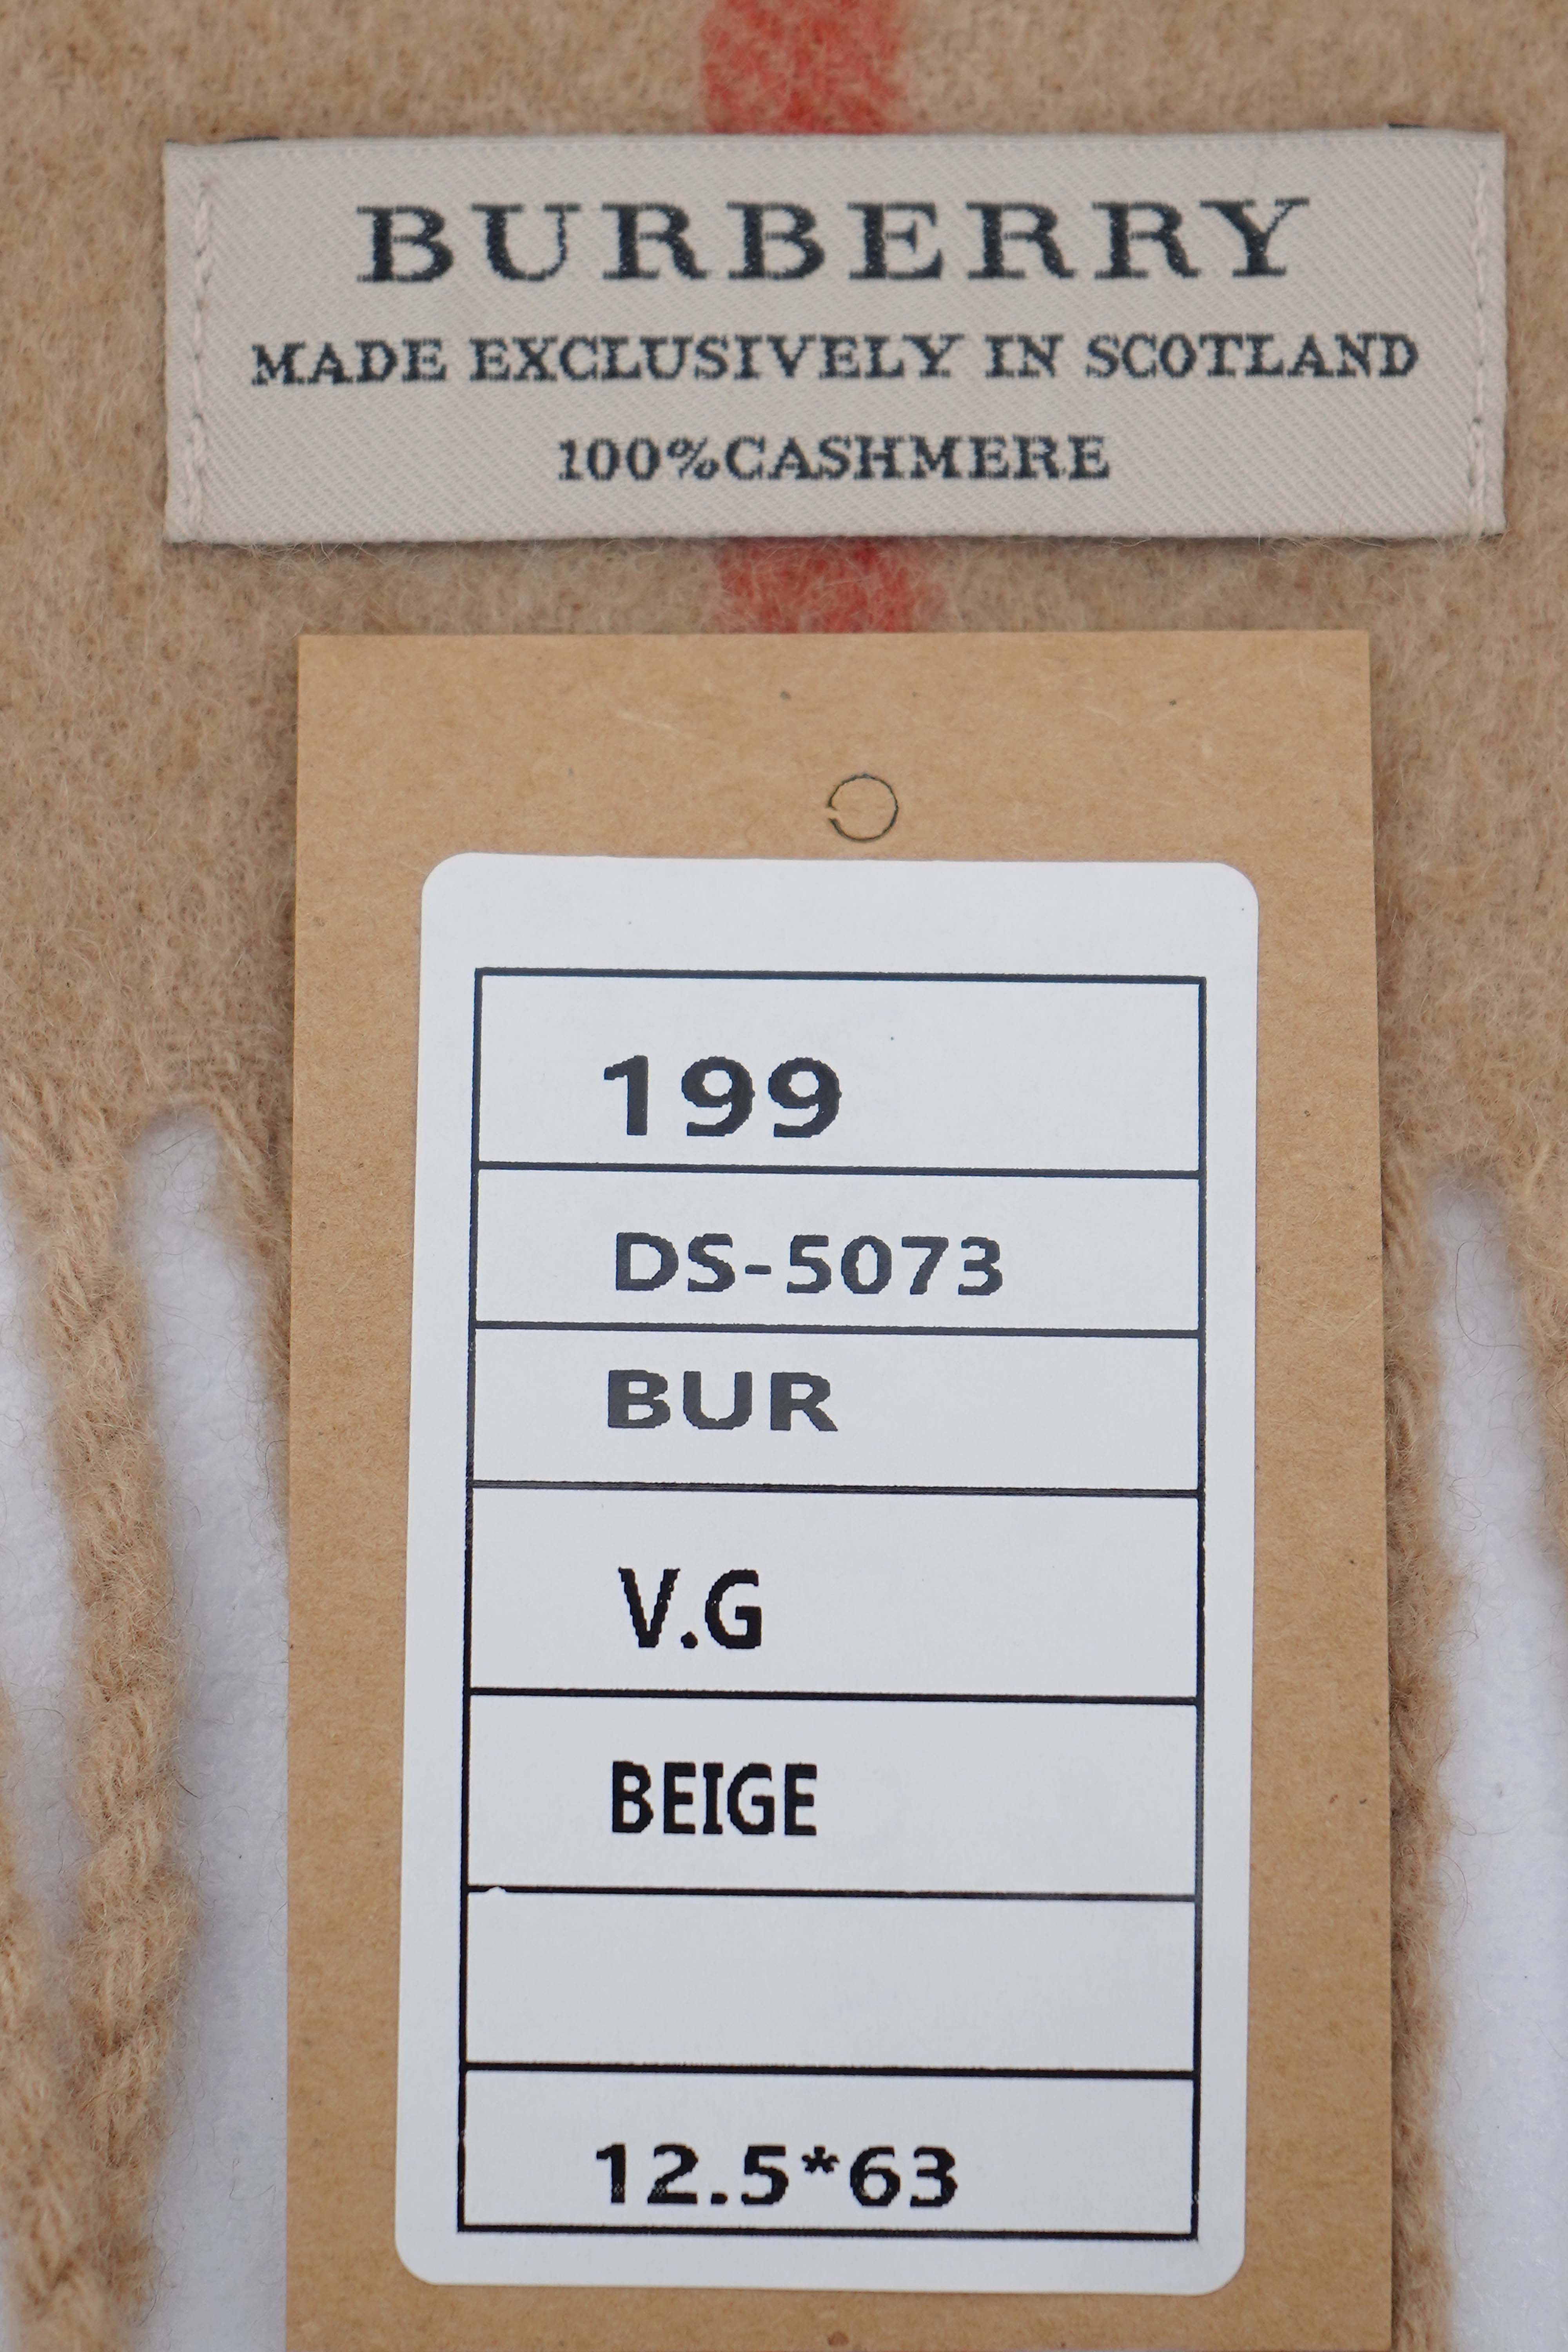 BURBERRY
MADE EXCLUSIVELY IN SCOTLAND
100%CASHMERE
199
DS-5073
BUR
V.G
BEIGE
12.5*63